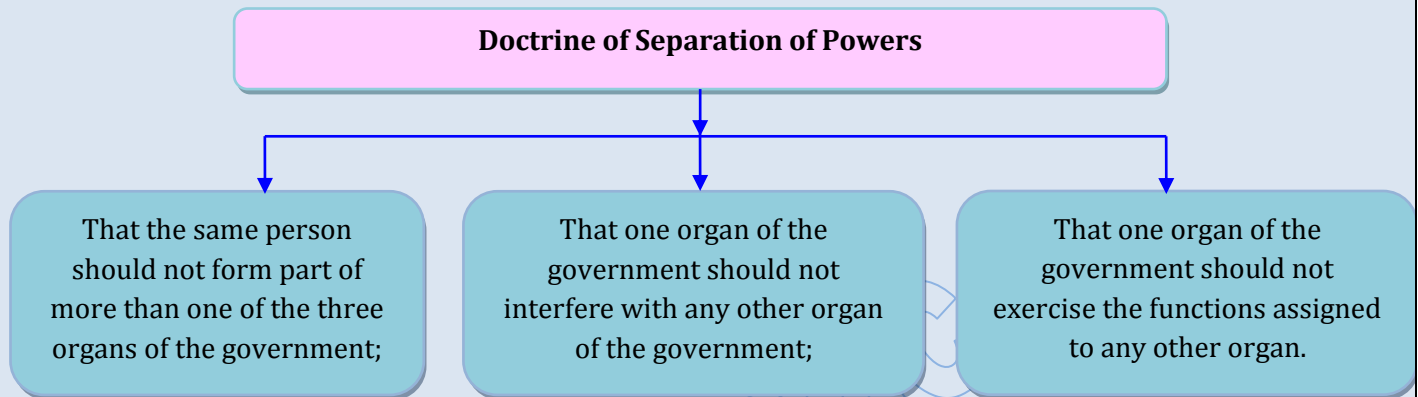 Doctrine of Separation of Powers
That the same person
should not form part of
more than one of the three
organs of the government;
That one organ of the
government should not
interfere with any other organ
of the government;
That one organ of the
government should not
exercise the functions assigned
to any other organ.